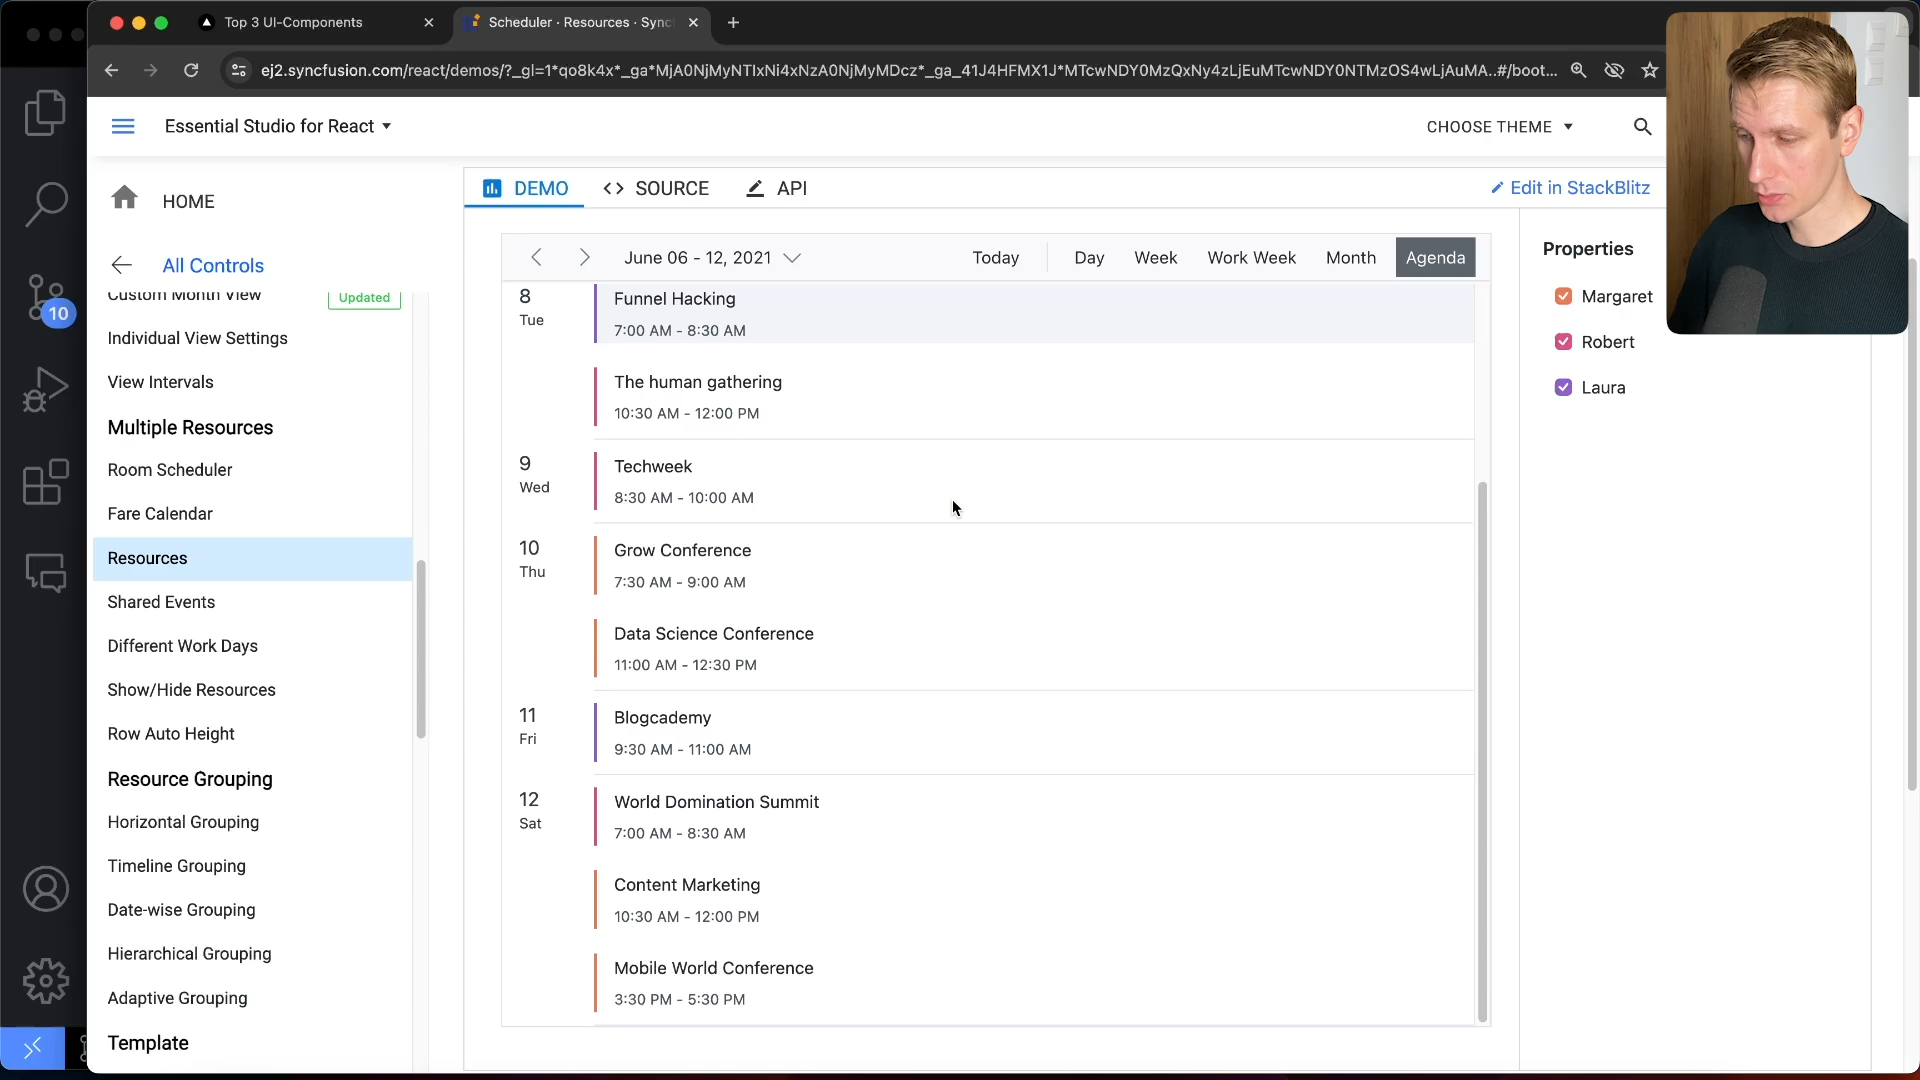 Top 3 UI-Components
Scheduler · Resources · Sync
ej2.syncfusion.com/react/demos/?_gl=1*qo8k4x*_ga*MjA0NjMyNTIxNi4xNzA0NjMyMDcz*_ga_41J4HFMX1J*MTcwNDY0MzQxNy4zLjEuMTcwNDY0NTMzOS4wLjAuMA..#/boot...
Essential Studio for React
CHOOSE THEME
HOME
All Controls
Custom Month View
Updated
Individual View Settings
View Intervals
Multiple Resources
Room Scheduler
Fare Calendar
Resources
Shared Events
Different Work Days
Show/Hide Resources
Row Auto Height
Resource Grouping
Horizontal Grouping
Timeline Grouping
Date-wise Grouping
Hierarchical Grouping
Adaptive Grouping
Template
10
DEMO
<> SOURCE
API
Edit in StackBlitz
June 06 - 12, 2021
Today
Day
Week
Work Week
Month
Agenda
8
Tue
Funnel Hacking
7:00 AM - 8:30 AM
The human gathering
10:30 AM - 12:00 PM
9
Wed
Techweek
8:30 AM - 10:00 AM
10
Thu
Grow Conference
7:30 AM - 9:00 AM
Data Science Conference
11:00 AM - 12:30 PM
11
Fri
Blogcademy
9:30 AM - 11:00 AM
12
Sat
World Domination Summit
7:00 AM - 8:30 AM
Content Marketing
10:30 AM - 12:00 PM
Mobile World Conference
3:30 PM - 5:30 PM
Properties
Margaret
Robert
Laura